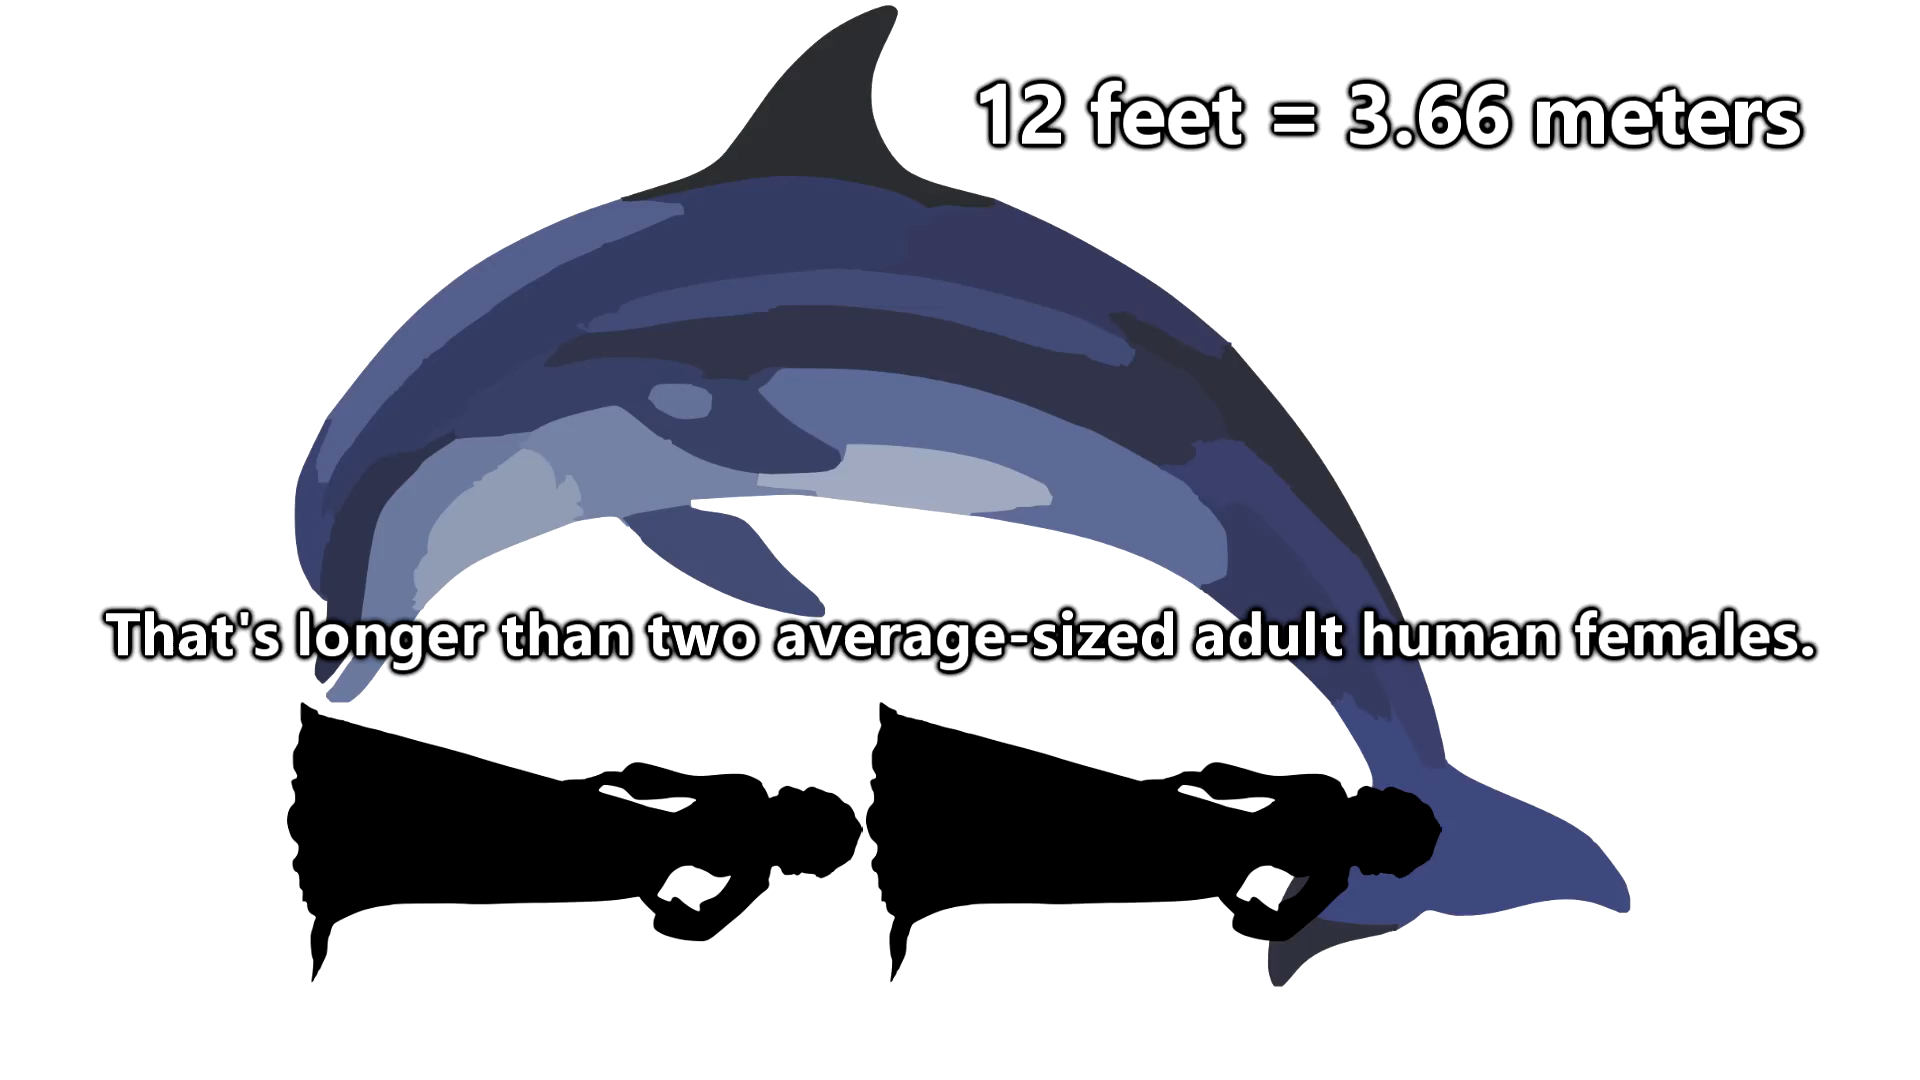 12 feet = 3.66 meters
That's longer than two average-sized adult human females.